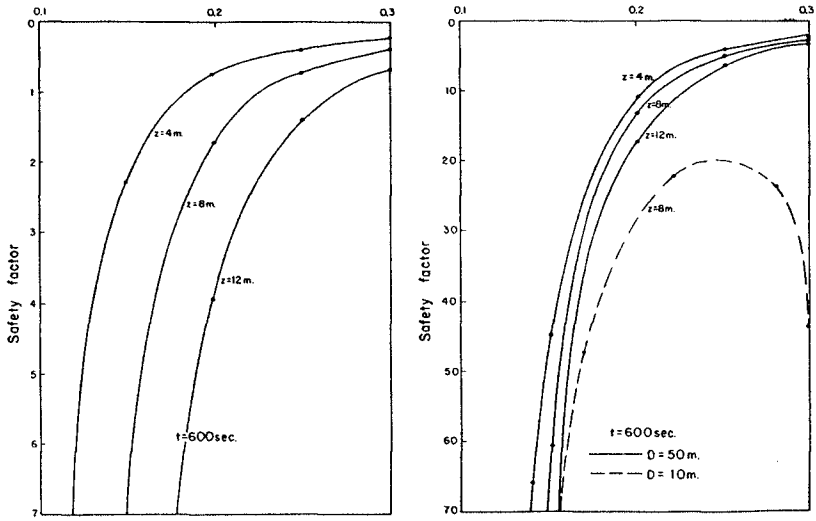 0.1 0.2 0.3
0
1
2
3
4
5
6
7
Safety factor
z=4m.
z=8m.
z=12m.
t=600sec.
0.1 0.2 0.3
0
10
20
30
40
50
60
70
Safety factor
z=4m.
z=8m.
z=12m.
z=8m.
t=600sec.
D=50m.
D=10m.